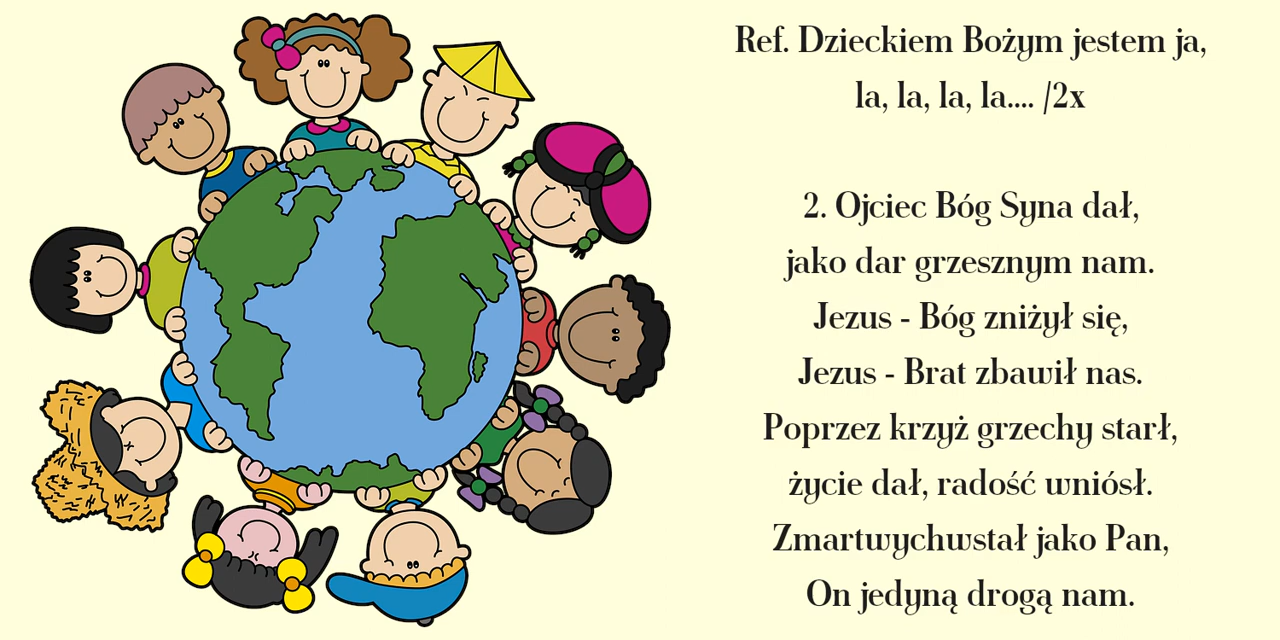 Ref. Dzieckiem Bożym jestem ja,
la, la, la, la.... /2x
2. Ojciec Bóg Syna dał,
jako dar grzesznym nam.
Jezus - Bóg zniżył się,
Jezus - Brat zbawił nas.
Poprzez krzyż grzechy starł,
życie dał, radość wniósł.
Zmartwychwstał jako Pan,
On jedyną drogą nam.